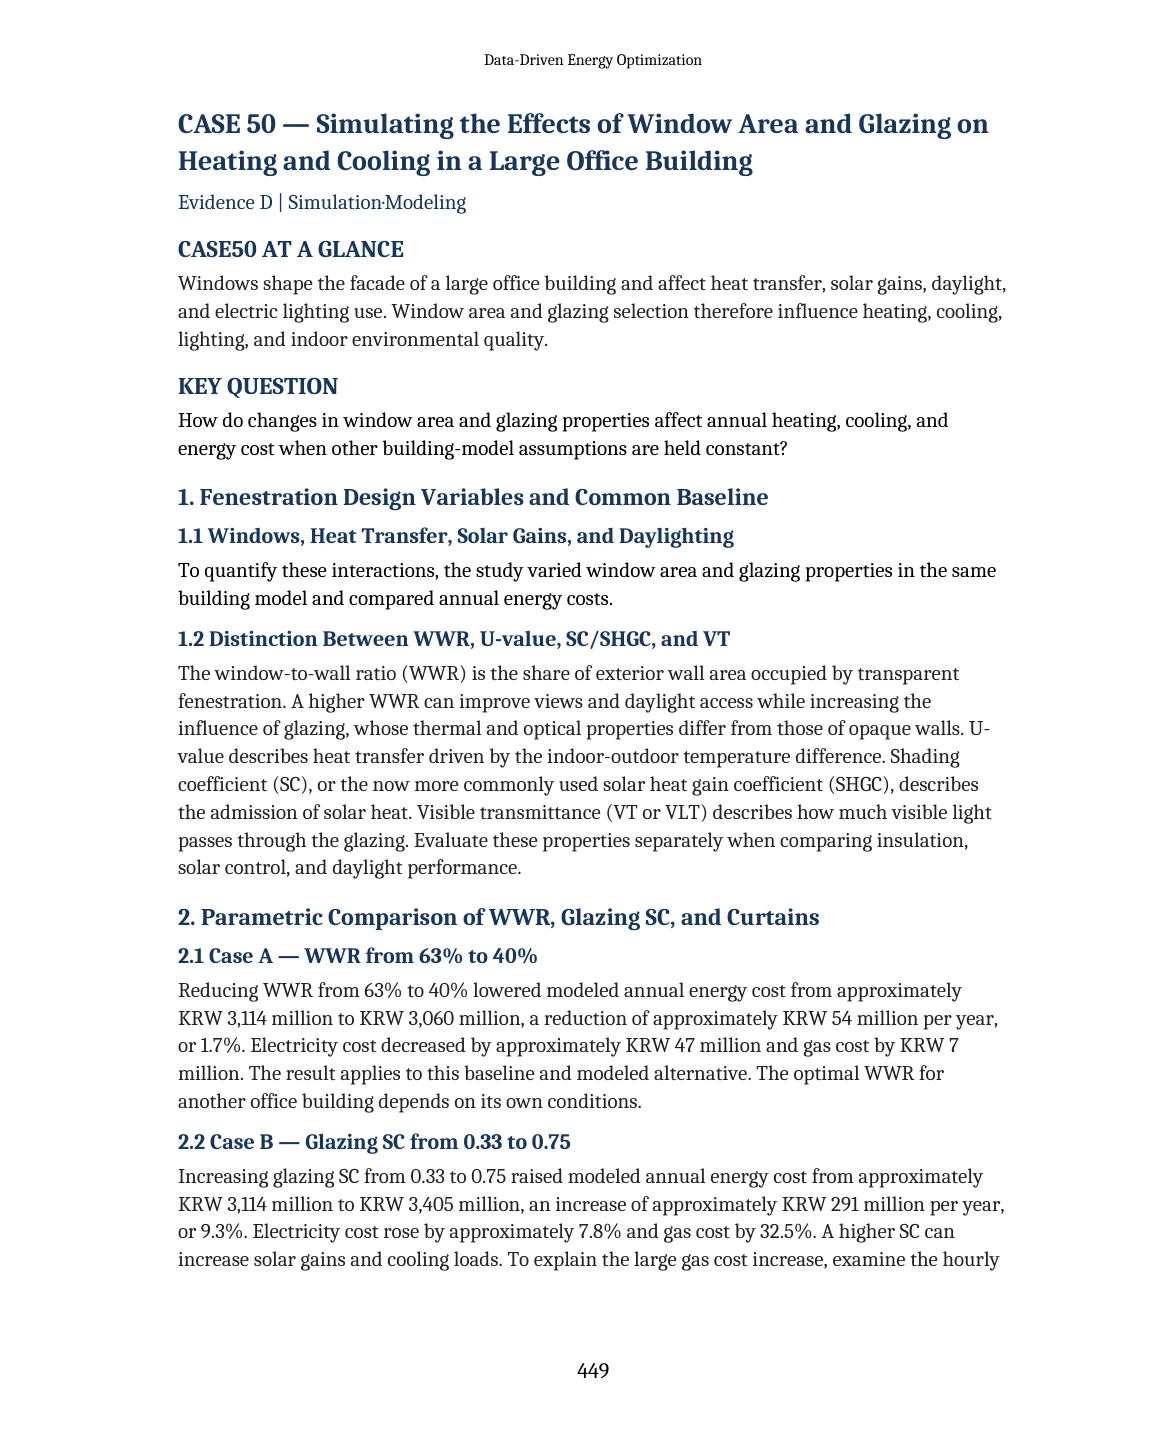 Data-Driven Energy Optimization
CASE 50 — Simulating the Effects of Window Area and Glazing on
Heating and Cooling in a Large Office Building
Evidence D | Simulation·Modeling
CASE50 AT A GLANCE
Windows shape the facade of a large office building and affect heat transfer, solar gains, daylight,
and electric lighting use. Window area and glazing selection therefore influence heating, cooling,
lighting, and indoor environmental quality.
KEY QUESTION
How do changes in window area and glazing properties affect annual heating, cooling, and
energy cost when other building-model assumptions are held constant?
1. Fenestration Design Variables and Common Baseline
1.1 Windows, Heat Transfer, Solar Gains, and Daylighting
To quantify these interactions, the study varied window area and glazing properties in the same
building model and compared annual energy costs.
1.2 Distinction Between WWR, U-value, SC/SHGC, and VT
The window-to-wall ratio (WWR) is the share of exterior wall area occupied by transparent
fenestration. A higher WWR can improve views and daylight access while increasing the
influence of glazing, whose thermal and optical properties differ from those of opaque walls. U-
value describes heat transfer driven by the indoor-outdoor temperature difference. Shading
coefficient (SC), or the now more commonly used solar heat gain coefficient (SHGC), describes
the admission of solar heat. Visible transmittance (VT or VLT) describes how much visible light
passes through the glazing. Evaluate these properties separately when comparing insulation,
solar control, and daylight performance.
2. Parametric Comparison of WWR, Glazing SC, and Curtains
2.1 Case A — WWR from 63% to 40%
Reducing WWR from 63% to 40% lowered modeled annual energy cost from approximately
KRW 3,114 million to KRW 3,060 million, a reduction of approximately KRW 54 million per year,
or 1.7%. Electricity cost decreased by approximately KRW 47 million and gas cost by KRW 7
million. The result applies to this baseline and modeled alternative. The optimal WWR for
another office building depends on its own conditions.
2.2 Case B — Glazing SC from 0.33 to 0.75
Increasing glazing SC from 0.33 to 0.75 raised modeled annual energy cost from approximately
KRW 3,114 million to KRW 3,405 million, an increase of approximately KRW 291 million per year,
or 9.3%. Electricity cost rose by approximately 7.8% and gas cost by 32.5%. A higher SC can
increase solar gains and cooling loads. To explain the large gas cost increase, examine the hourly
449